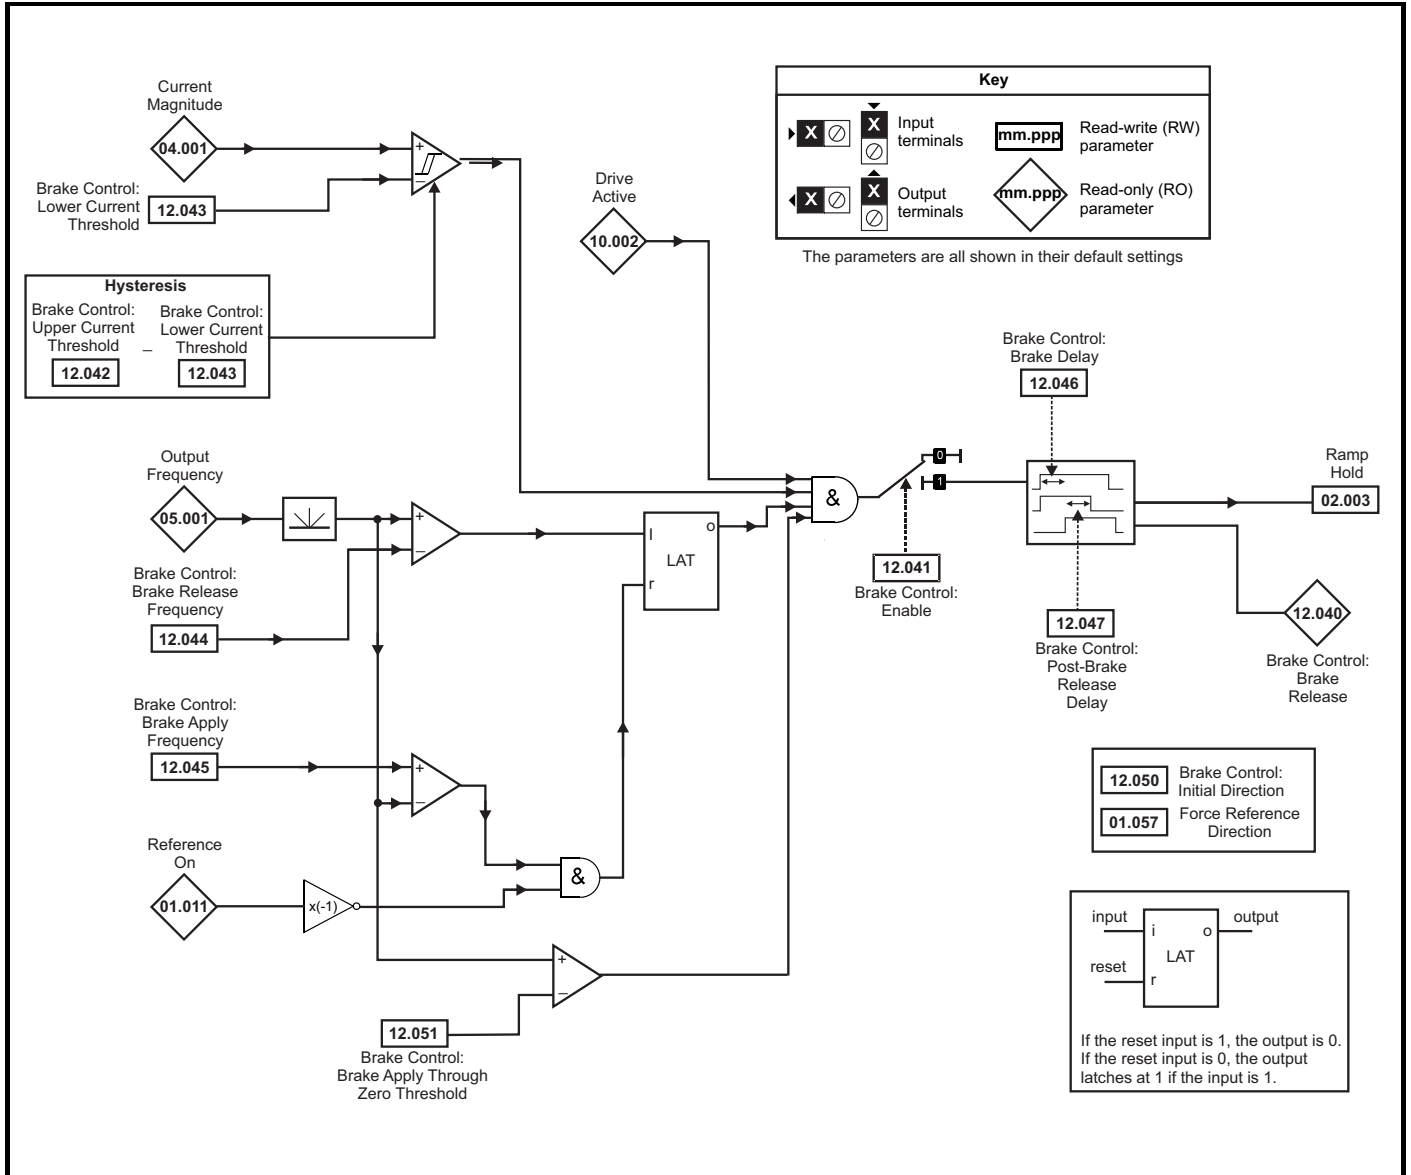 Current
Magnitude
04.001
+
–
Brake Control:
Lower Current
Threshold
12.043
Hysteresis
Brake Control:
Upper Current
Threshold
12.042
–
Brake Control:
Lower Current
Threshold
12.043
Drive
Active
10.002
Key
X
X
Input
terminals
X
X
Output
terminals
mm.ppp
Read-write (RW)
parameter
mm.ppp
Read-only (RO)
parameter
The parameters are all shown in their default settings
Brake Control:
Brake Delay
12.046
Output
Frequency
05.001
+
–
Brake Control:
Brake Release
Frequency
12.044
I
o
LAT
r
&
0
1
12.041
Brake Control:
Enable
Ramp
Hold
02.003
12.047
Brake Control:
Post-Brake
Release
Delay
12.040
Brake Control:
Brake
Release
Brake Control:
Brake Apply
Frequency
12.045
+
–
Reference
On
01.011
x(-1)
&
+
–
12.051
Brake Control:
Brake Apply Through
Zero Threshold
12.050
Brake Control:
Initial Direction
01.057
Force Reference
Direction
input
i
o
output
LAT
reset
r
If the reset input is 1, the output is 0.
If the reset input is 0, the output
latches at 1 if the input is 1.